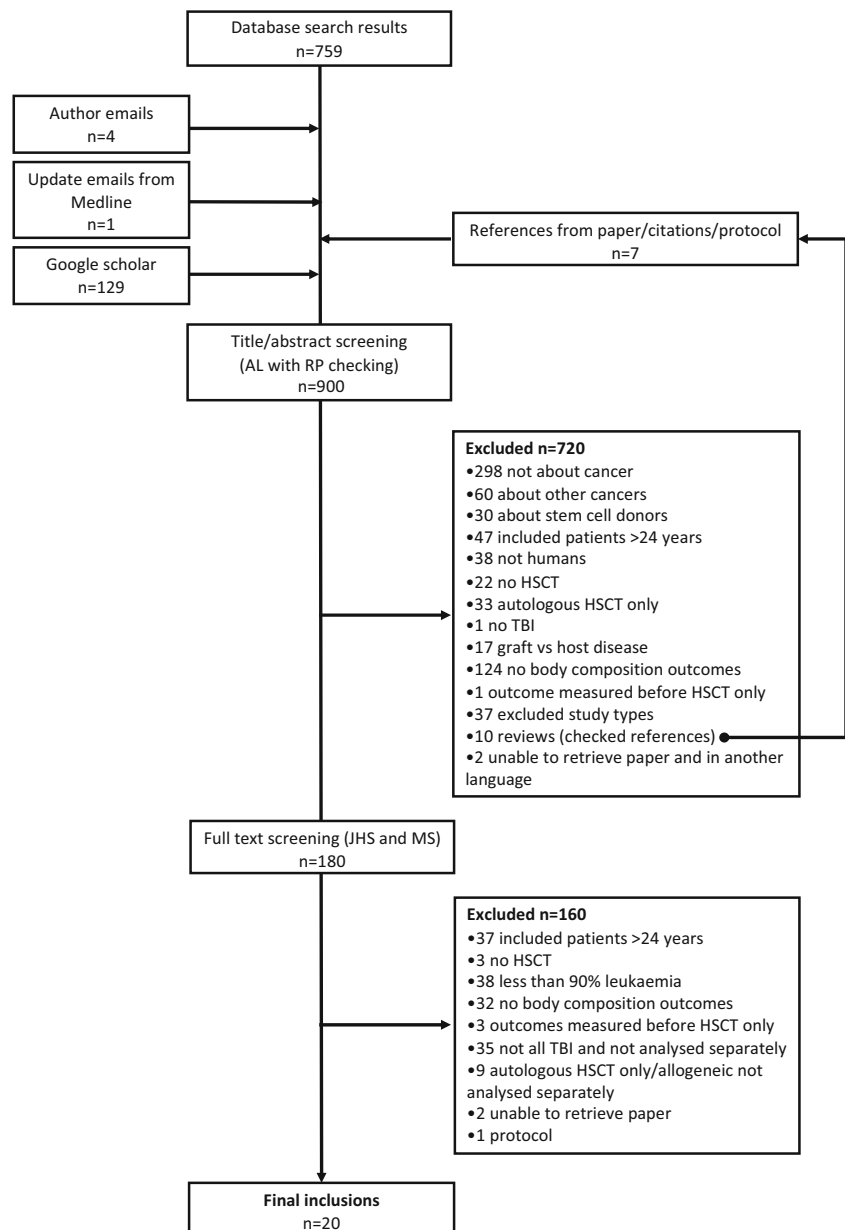 Database search results
n=759
Author emails
n=4
Update emails from
Medline
n=1
References from paper/citations/protocol
n=7
Google scholar
n=129
Title/abstract screening
(AL with RP checking)
n=900
Excluded n=720
•298 not about cancer
•60 about other cancers
•30 about stem cell donors
•47 included patients >24 years
•38 not humans
•22 no HSCT
•33 autologous HSCT only
•1 no TBI
•17 graft vs host disease
•124 no body composition outcomes
•1 outcome measured before HSCT only
•37 excluded study types
•10 reviews (checked references)
•2 unable to retrieve paper and in another
language
Full text screening (JHS and MS)
n=180
Excluded n=160
•37 included patients >24 years
•3 no HSCT
•38 less than 90% leukaemia
•32 no body composition outcomes
•3 outcomes measured before HSCT only
•35 not all TBI and not analysed separately
•9 autologous HSCT only/allogeneic not
analysed separately
•2 unable to retrieve paper
•1 protocol
Final inclusions
n=20